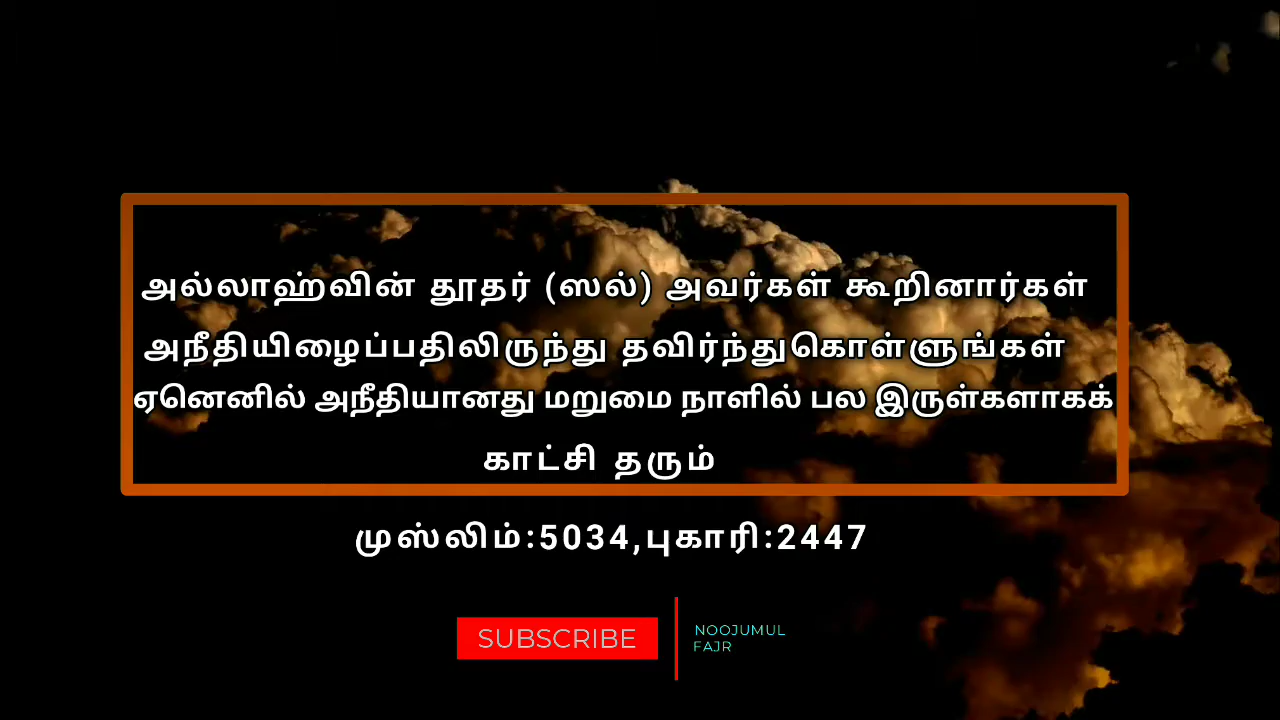 அல்லாஹ்வின் தூதர் (ஸல்) அவர்கள் கூறினார்கள்
அநீதியிழைப்பதிலிருந்து தவிர்ந்துகொள்ளுங்கள்
ஏனெனில் அநீதியானது மறுமை நாளில் பல இருள்களாகக்
காட்சி தரும்
முஸ்லிம்:5034,புகாரி:2447
SUBSCRIBE
NOOJUMUL
FAJR